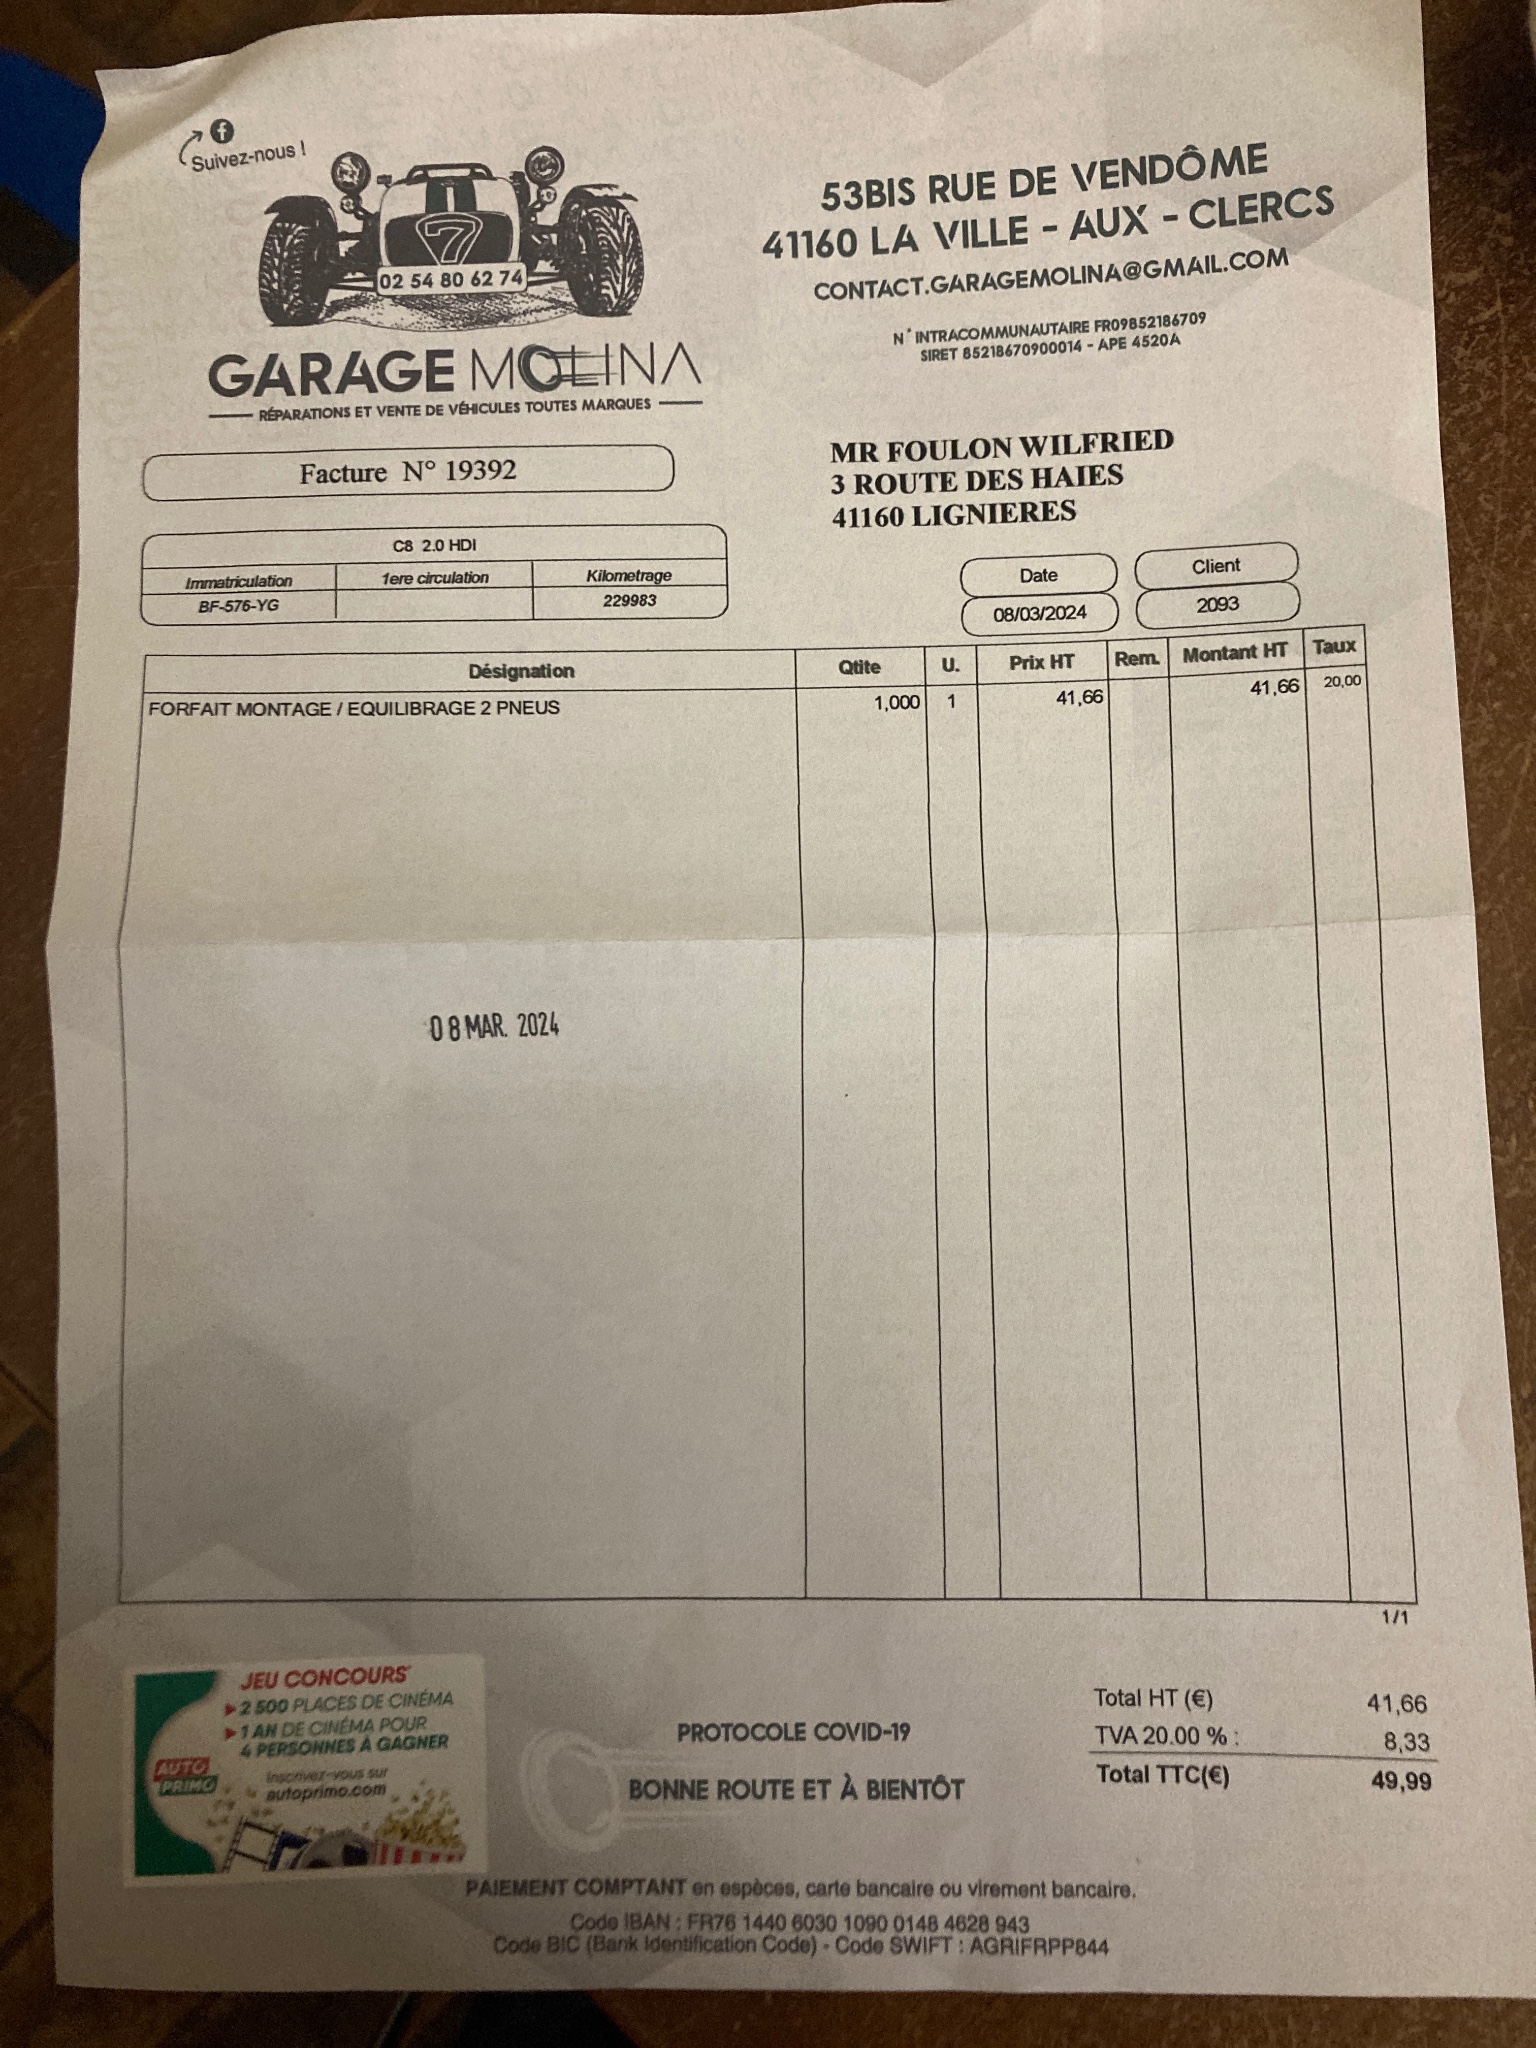 Suivez-nous !
7
02 54 80 62 74
GARAGE MOLINA
RÉPARATIONS ET VENTE DE VÉHICULES TOUTES MARQUES
53BIS RUE DE VENDÔME
41160 LA VILLE - AUX - CLERCS
CONTACT.GARAGEMOLINA@GMAIL.COM
N° INTRACOMMUNAUTAIRE FR09852186709
SIRET 85218670900014 - APE 4520A
Facture N° 19392
MR FOULON WILFRIED
3 ROUTE DES HAIES
41160 LIGNIERES
C8 2.0 HDI
Immatriculation 1ere circulation Kilometrage
BF-576-YG 229983
Date Client
08/03/2024 2093
Désignation Qtite U. Prix HT Rem. Montant HT Taux
FORFAIT MONTAGE / EQUILIBRAGE 2 PNEUS 1,000 1 41,66 41,66 20,00
08 MAR. 2024
1/1
JEU CONCOURS*
2 500 PLACES DE CINÉMA
1 AN DE CINÉMA POUR
4 PERSONNES À GAGNER
AUTO
PRIMO
Inscrivez-vous sur
autoprimo.com
PROTOCOLE COVID-19
BONNE ROUTE ET À BIENTÔT
Total HT (€) 41,66
TVA 20.00 % : 8,33
Total TTC(€) 49,99
PAIEMENT COMPTANT en espèces, carte bancaire ou virement bancaire.
Code IBAN : FR76 1440 6030 1090 0148 4628 943
Code BIC (Bank Identification Code) - Code SWIFT : AGRIFRPP844